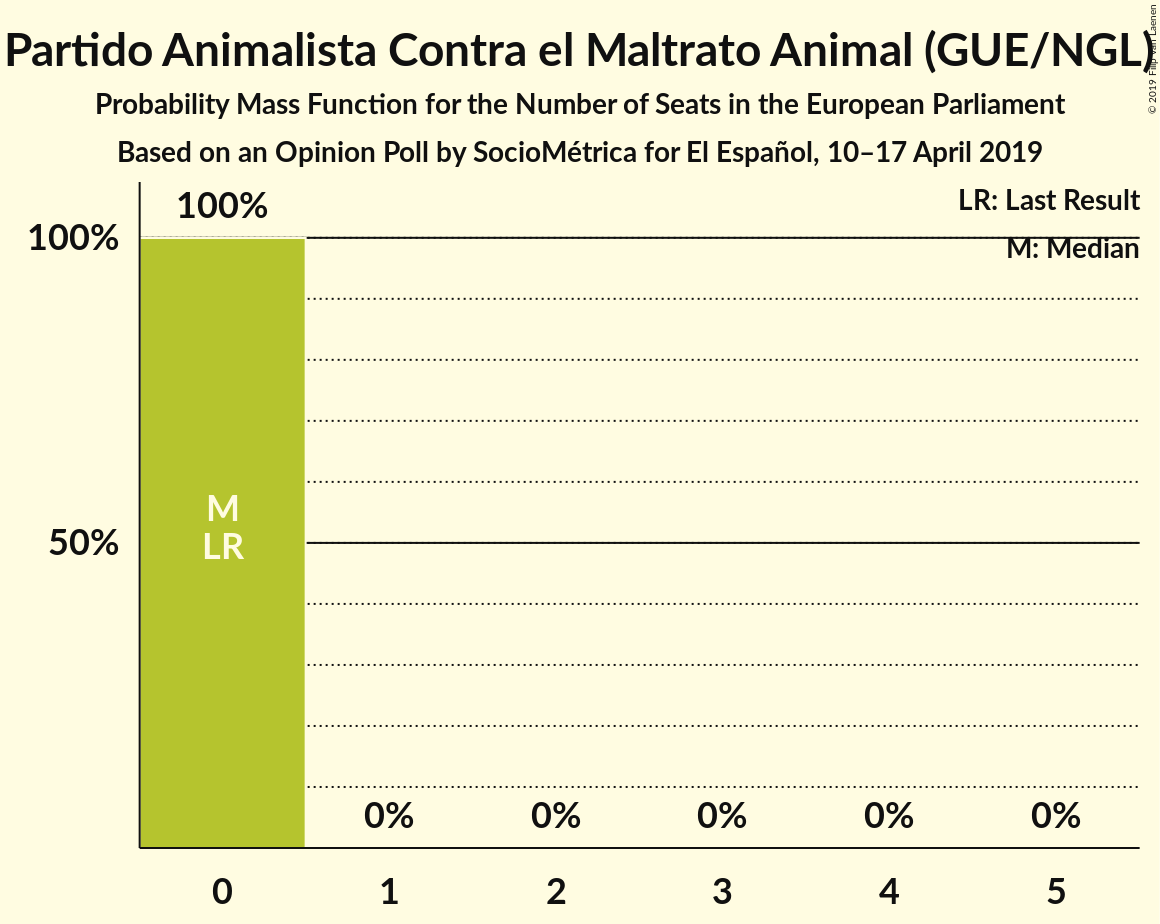 Partido Animalista Contra el Maltrato Animal (GUE/NGL)
© 2019 Filip van Laenen
Probability Mass Function for the Number of Seats in the European Parliament
Based on an Opinion Poll by SocioMétrica for El Español, 10–17 April 2019
LR: Last Result
M: Median
100%
100%
50%
M
LR
0% 0% 0% 0% 0%
0 1 2 3 4 5